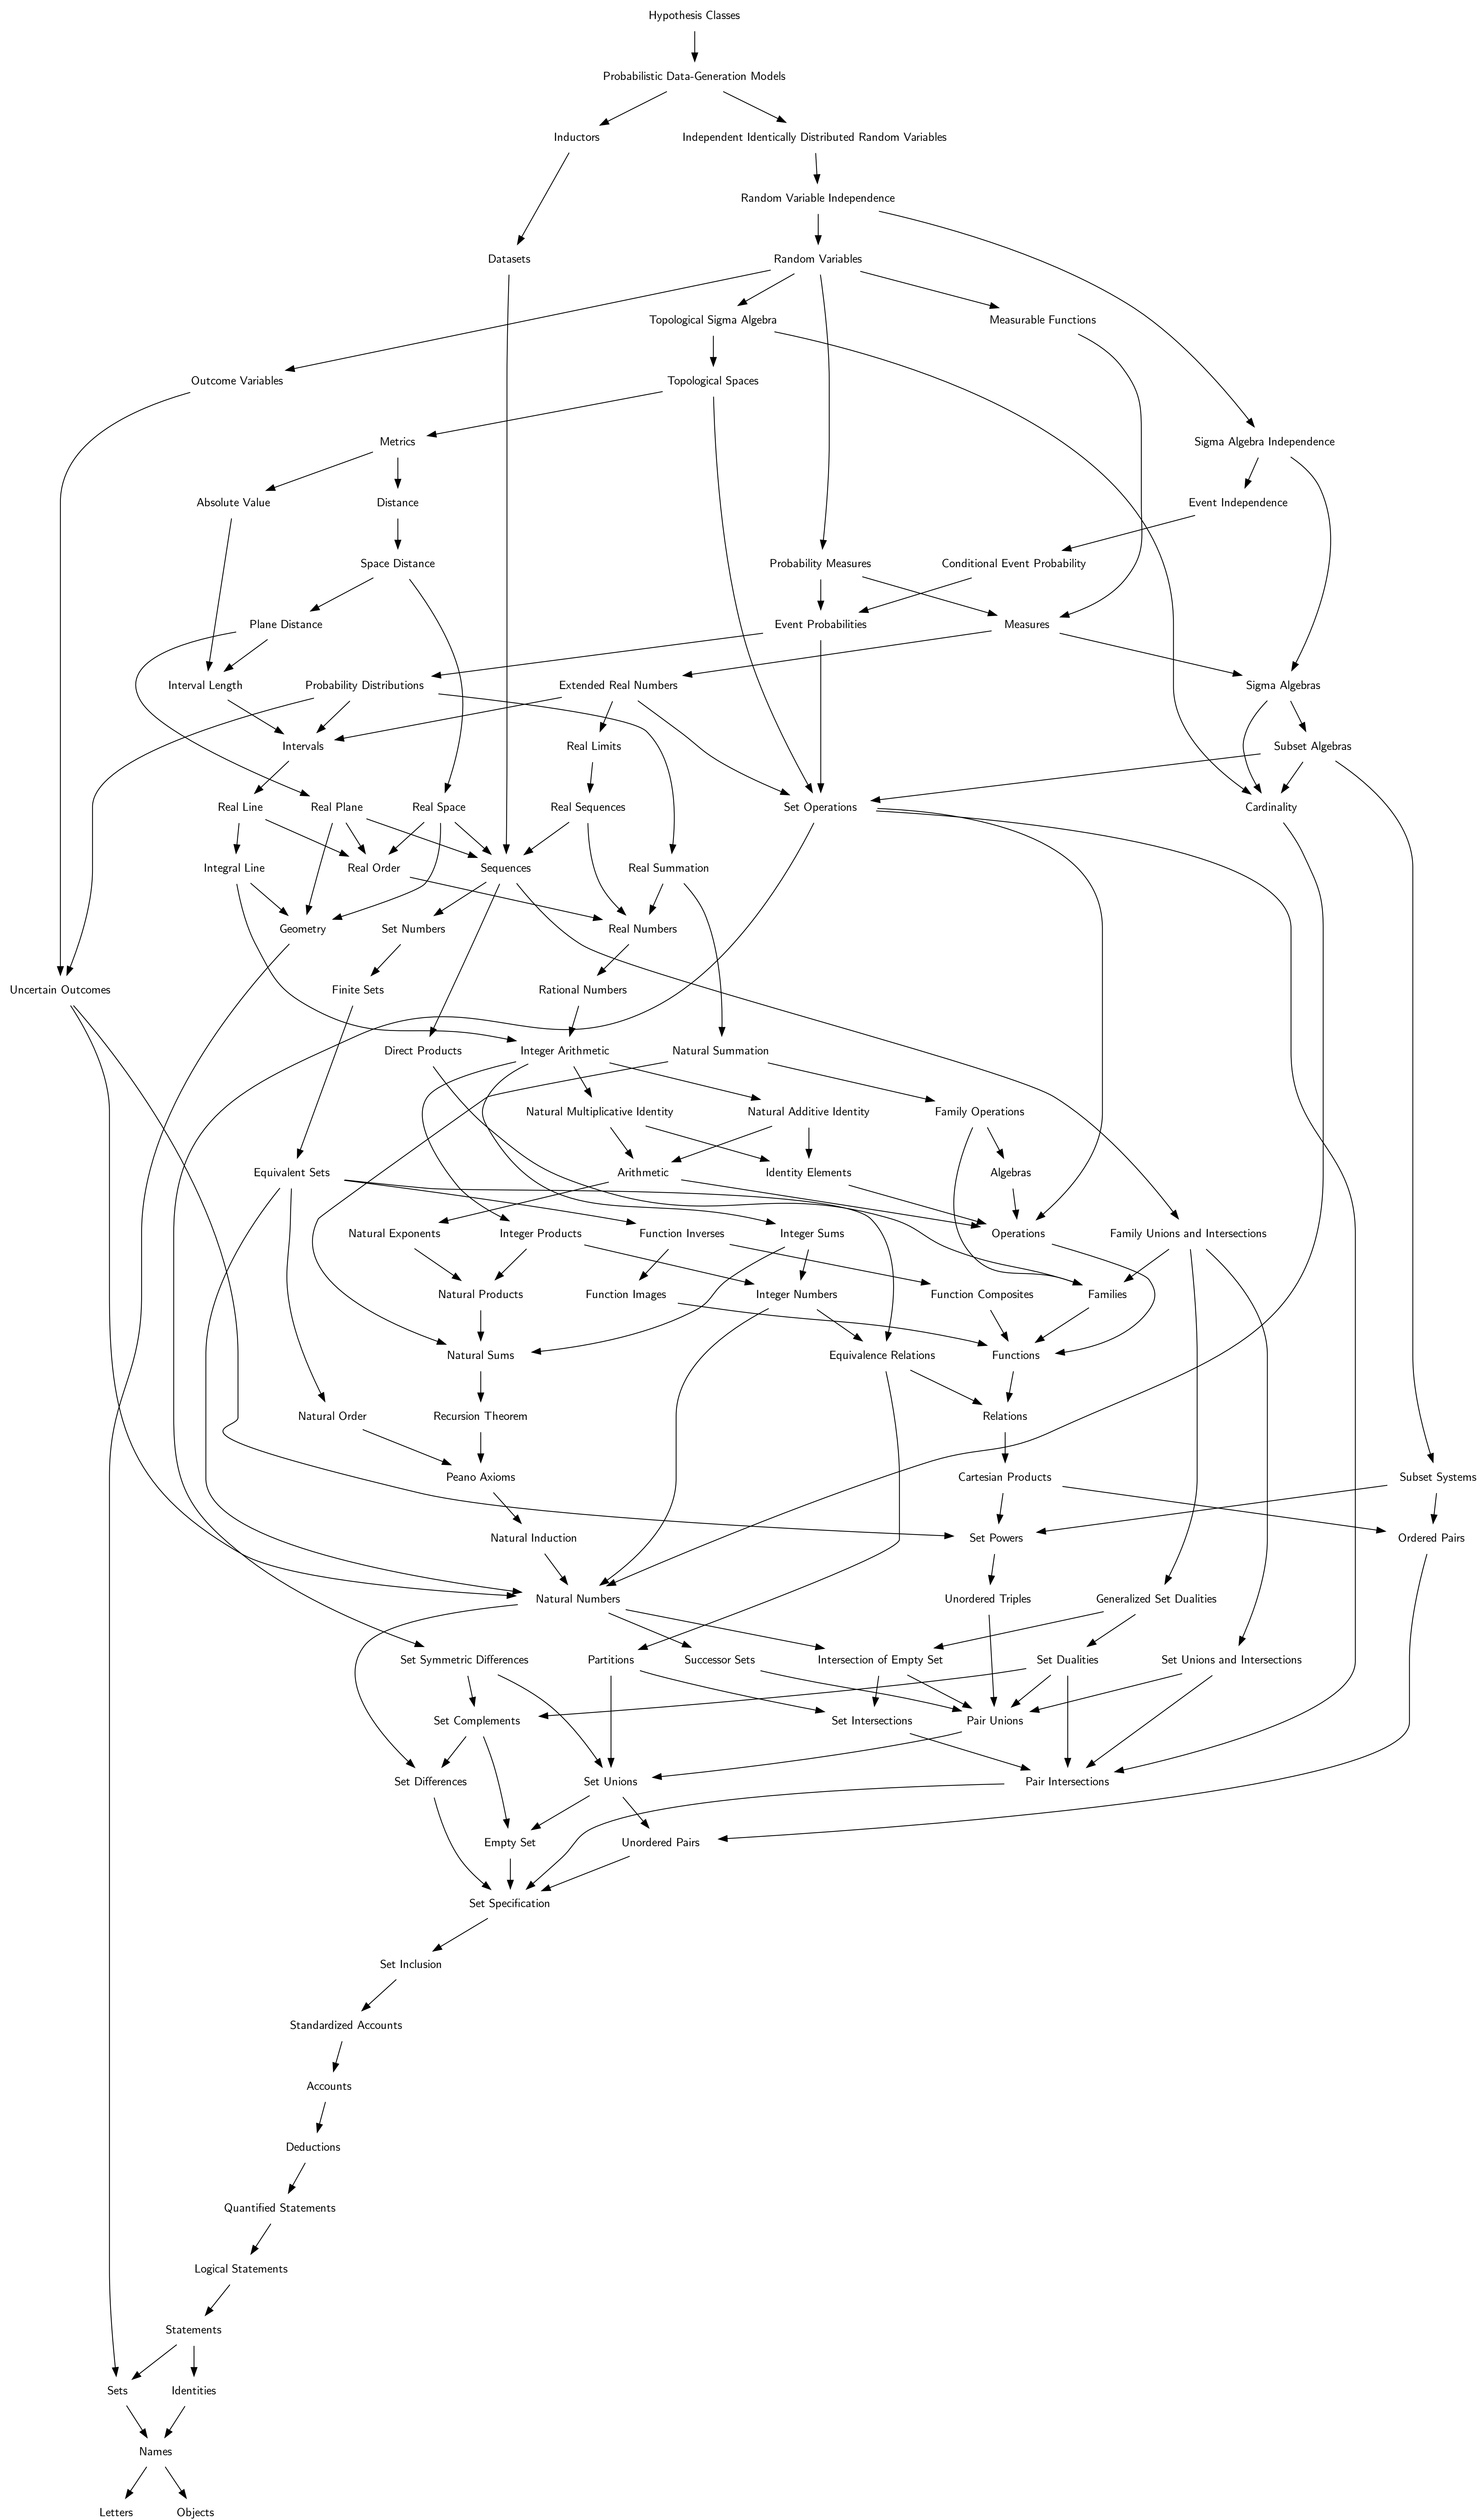 Hypothesis Classes
Probabilistic Data-Generation Models
Inductors
Independent Identically Distributed Random Variables
Random Variable Independence
Datasets
Random Variables
Topological Sigma Algebra
Measurable Functions
Outcome Variables
Topological Spaces
Metrics
Sigma Algebra Independence
Absolute Value
Distance
Event Independence
Space Distance
Probability Measures
Conditional Event Probability
Plane Distance
Event Probabilities
Measures
Interval Length
Probability Distributions
Extended Real Numbers
Sigma Algebras
Intervals
Real Limits
Subset Algebras
Real Line
Real Plane
Real Space
Real Sequences
Set Operations
Cardinality
Integral Line
Real Order
Sequences
Real Summation
Geometry
Set Numbers
Real Numbers
Uncertain Outcomes
Finite Sets
Rational Numbers
Direct Products
Integer Arithmetic
Natural Summation
Natural Multiplicative Identity
Natural Additive Identity
Family Operations
Equivalent Sets
Arithmetic
Identity Elements
Algebras
Natural Exponents
Integer Products
Function Inverses
Integer Sums
Operations
Family Unions and Intersections
Natural Products
Function Images
Integer Numbers
Function Composites
Families
Natural Sums
Equivalence Relations
Functions
Natural Order
Recursion Theorem
Relations
Peano Axioms
Cartesian Products
Subset Systems
Natural Induction
Set Powers
Ordered Pairs
Natural Numbers
Unordered Triples
Generalized Set Dualities
Set Symmetric Differences
Partitions
Successor Sets
Intersection of Empty Set
Set Dualities
Set Unions and Intersections
Set Complements
Set Intersections
Pair Unions
Set Differences
Set Unions
Pair Intersections
Empty Set
Unordered Pairs
Set Specification
Set Inclusion
Standardized Accounts
Accounts
Deductions
Quantified Statements
Logical Statements
Statements
Sets
Identities
Names
Letters
Objects